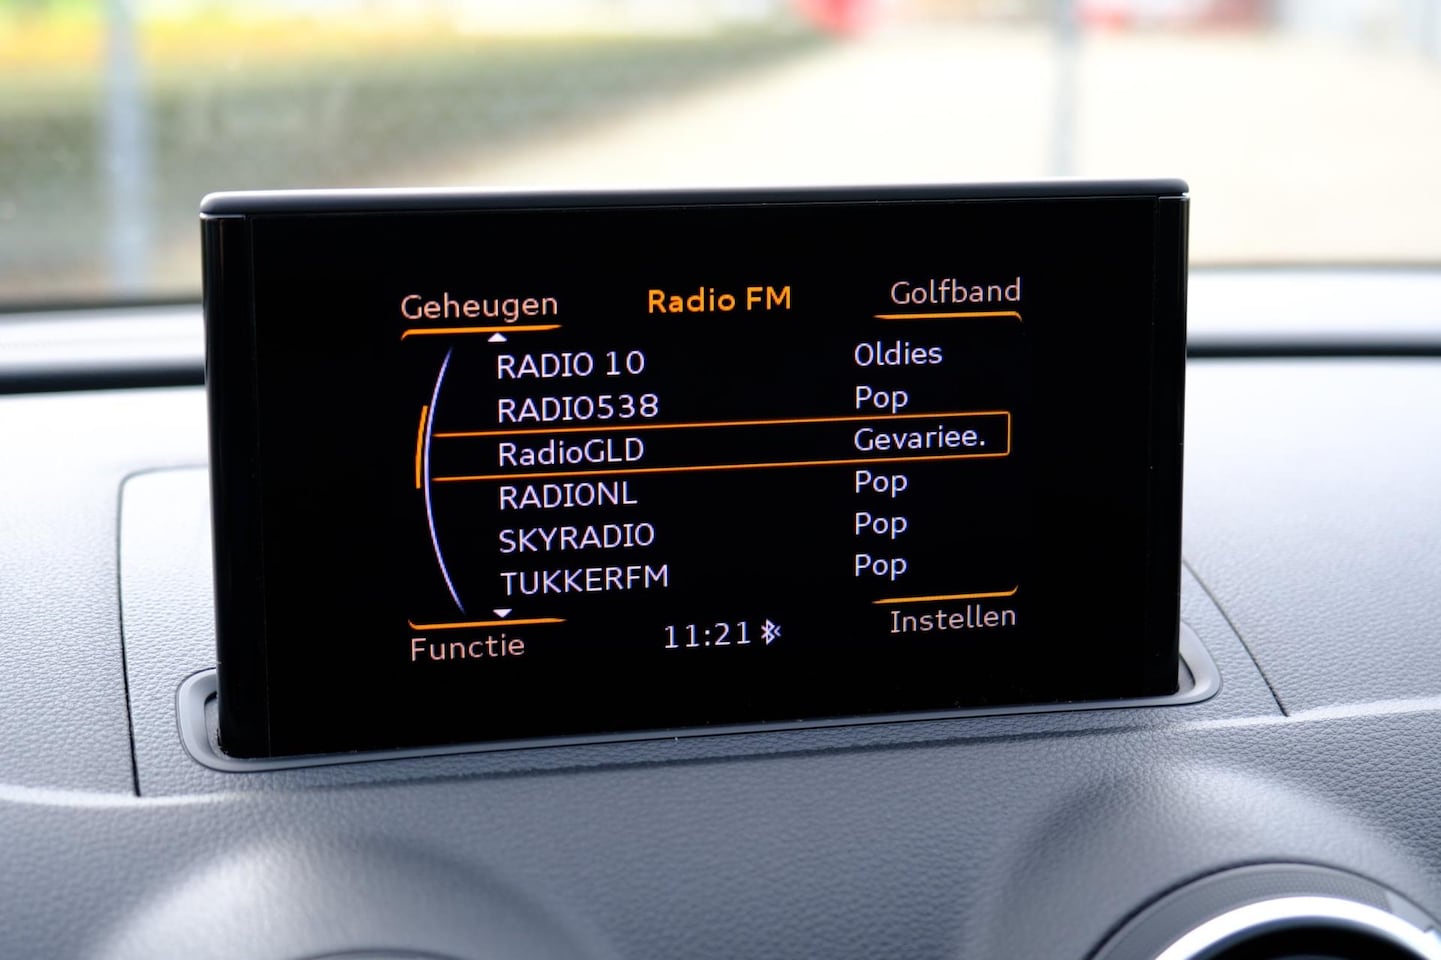 Geheugen Radio FM Golfband
RADIO 10 Oldies
RADIO538 Pop
RadioGLD Gevariee.
RADIONL Pop
SKYRADIO Pop
TUKKERFM Pop
Functie 11:21 Instellen